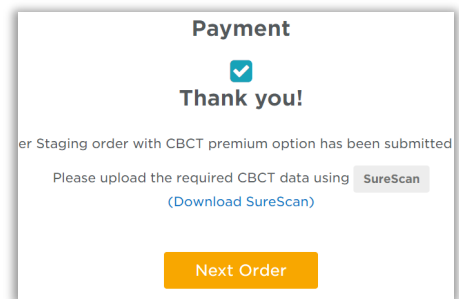 Payment
Thank you!
er Staging order with CBCT premium option has been submitted
Please upload the required CBCT data using SureScan
(Download SureScan)
Next Order